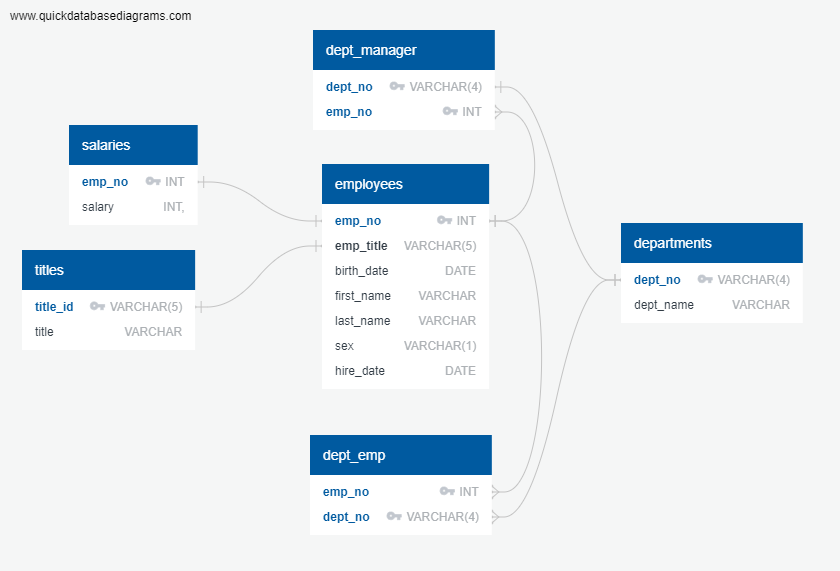 www.quickdatabasediagrams.com
dept_manager
dept_no VARCHAR(4)
emp_no INT
salaries
emp_no INT
salary INT,
employees
emp_no INT
emp_title VARCHAR(5)
birth_date DATE
first_name VARCHAR
last_name VARCHAR
sex VARCHAR(1)
hire_date DATE
titles
title_id VARCHAR(5)
title VARCHAR
departments
dept_no VARCHAR(4)
dept_name VARCHAR
dept_emp
emp_no INT
dept_no VARCHAR(4)